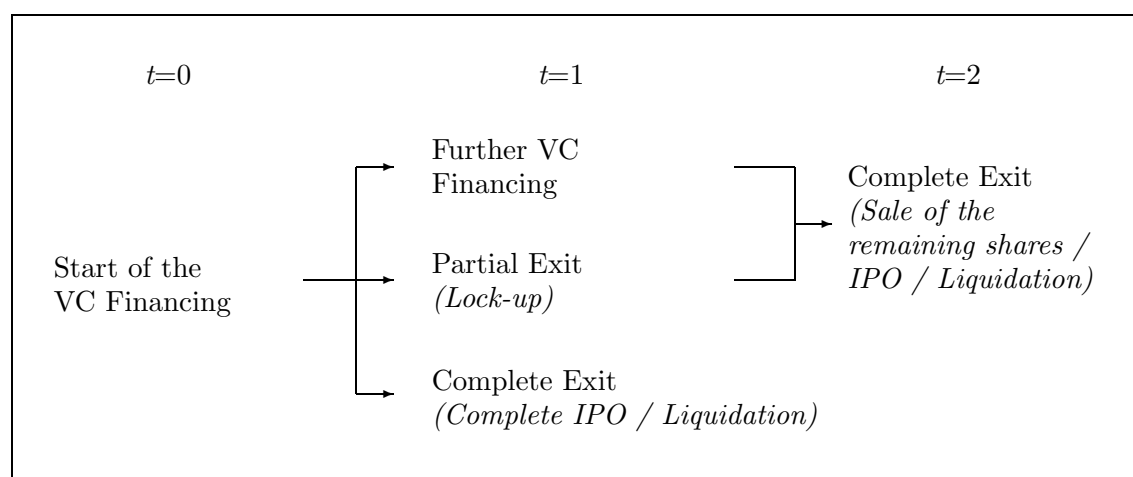 t=0
t=1
t=2
Further VC
Financing
Complete Exit
(Sale of the
remaining shares /
IPO / Liquidation)
Start of the
VC Financing
Partial Exit
(Lock-up)
Complete Exit
(Complete IPO / Liquidation)